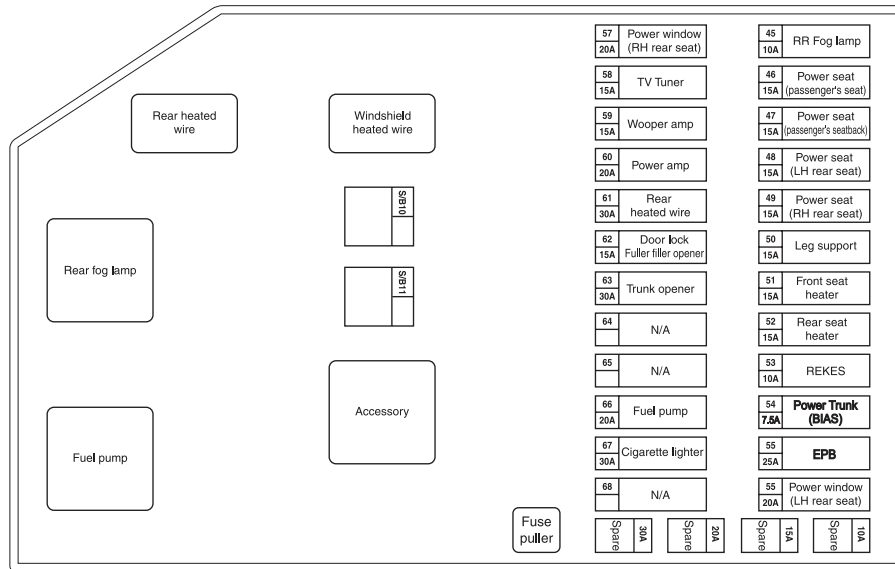 Rear heated
wire
Windshield
heated wire
S/B10
S/B11
Rear fog lamp
Accessory
Fuel pump
Fuse
puller
57
20A
Power window
(RH rear seat)
58
15A
TV Tuner
59
15A
Wooper amp
60
20A
Power amp
61
30A
Rear
heated wire
62
15A
Door lock
Fuller filler opener
63
30A
Trunk opener
64
N/A
65
N/A
66
20A
Fuel pump
67
30A
Cigarette lighter
68
N/A
45
10A
RR Fog lamp
46
15A
Power seat
(passenger's seat)
47
15A
Power seat
(passenger's seatback)
48
15A
Power seat
(LH rear seat)
49
15A
Power seat
(RH rear seat)
50
15A
Leg support
51
15A
Front seat
heater
52
15A
Rear seat
heater
53
10A
REKES
54
7.5A
Power Trunk
(BIAS)
55
25A
EPB
55
20A
Power window
(LH rear seat)
Spare
30A
Spare
20A
Spare
15A
Spare
10A